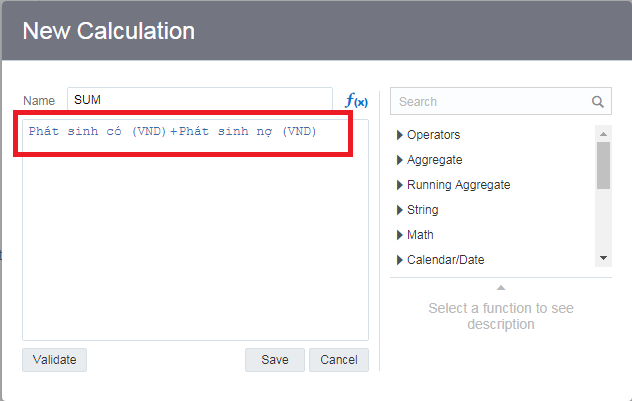 New Calculation
Name SUM f(x)
Search
Phát sinh có (VND)+Phát sinh nợ (VND)
Operators
Aggregate
Running Aggregate
String
Math
Calendar/Date
Select a function to see
description
Validate Save Cancel